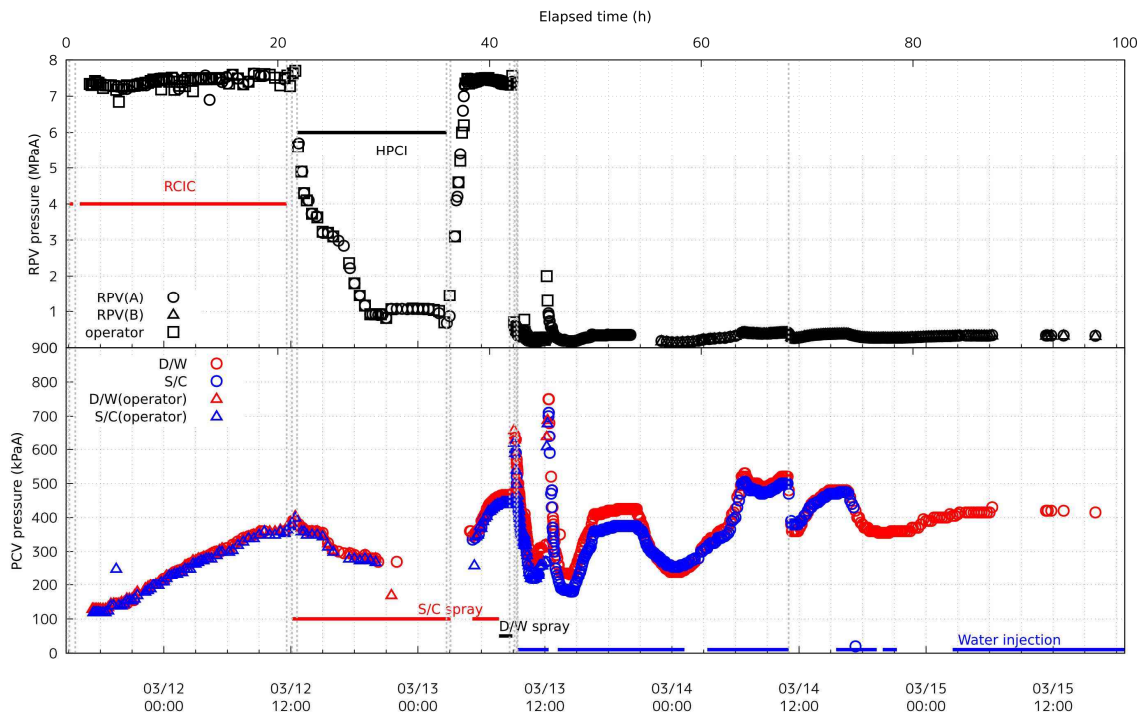 Elapsed time (h)
0 20 40 60 80 100
8
7
6
5
4
3
2
1
RPV pressure (MPaA)
HPCI
RCIC
RPV(A)
RPV(B)
operator
900
800
700
600
500
400
300
200
100
0
PCV pressure (kPaA)
D/W
S/C
D/W(operator)
S/C(operator)
S/C spray
D/W spray
Water injection
03/12 03/12 03/13 03/13 03/14 03/14 03/15 03/15
00:00 12:00 00:00 12:00 00:00 12:00 00:00 12:00